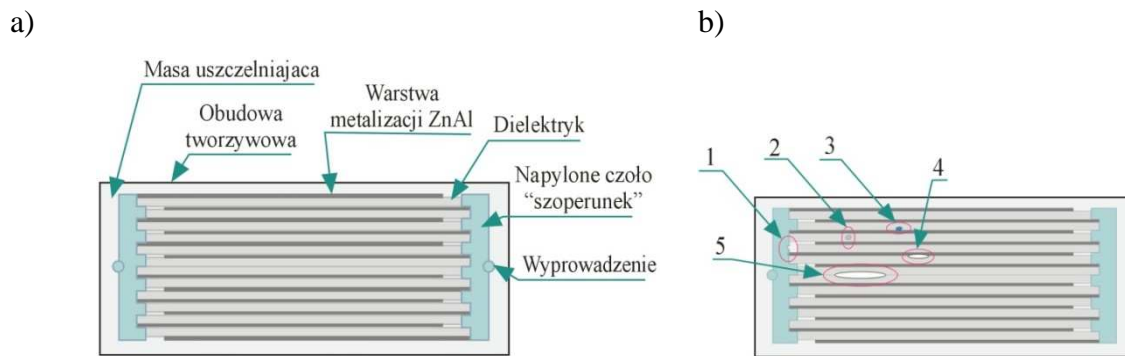 a)
Masa uszczelniajaca
Obudowa
tworzywowa
Warstwa
metalizacji ZnAl
Dielektryk
Napylone czoło
“szoperunek”
Wyprowadzenie
b)
1
2
3
4
5